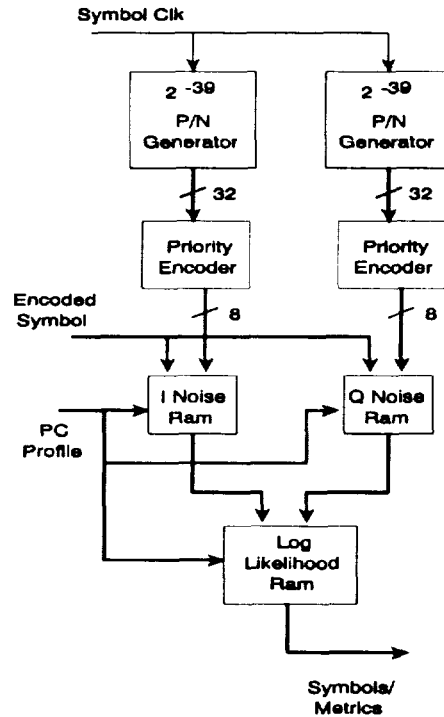 Symbol Clk
2 -39
P/N
Generator
2 -39
P/N
Generator
32
32
Priority
Encoder
Priority
Encoder
Encoded
Symbol
8
8
I Noise
Ram
Q Noise
Ram
PC
Profile
Log
Likelihood
Ram
Symbols/
Metrics